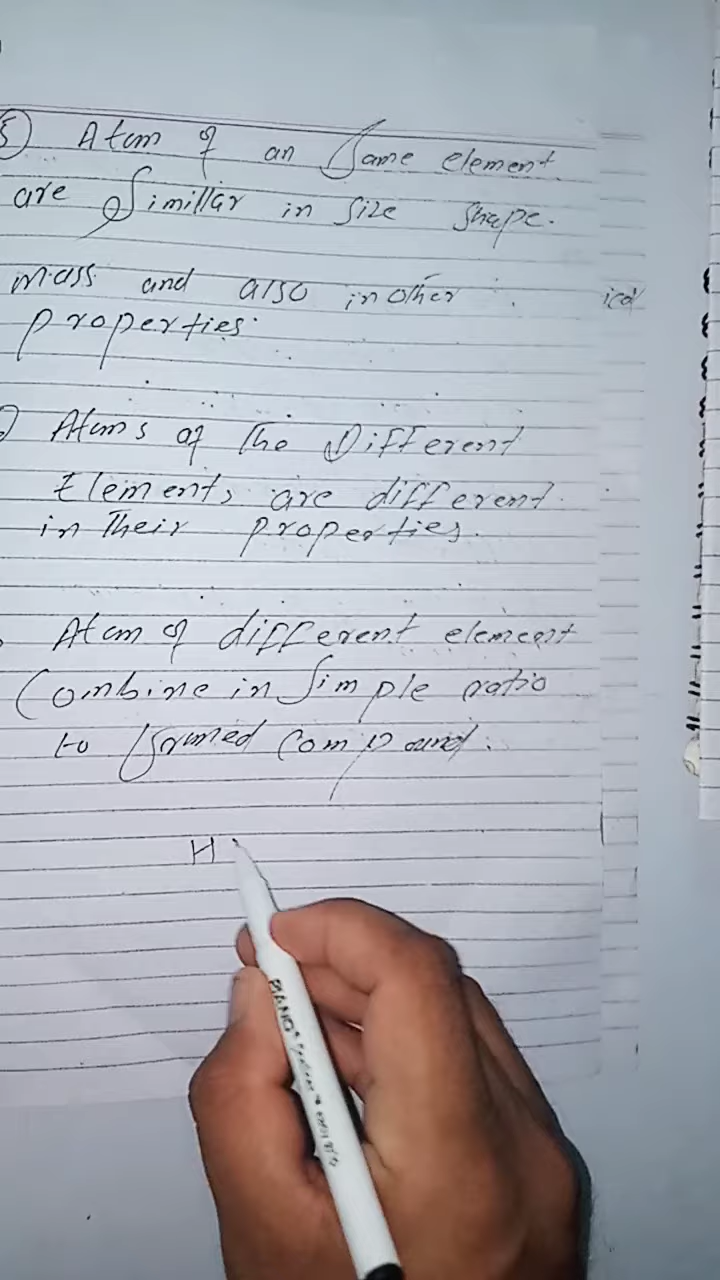 5) Atom of an Same element
are Simillar in Size Shape.
mass and also in other
properties.
Atoms of the Different
Elements are different
in Their properties.
Atom of different element
Combine in Simple ratio
to formed Compound.
H
PIANO